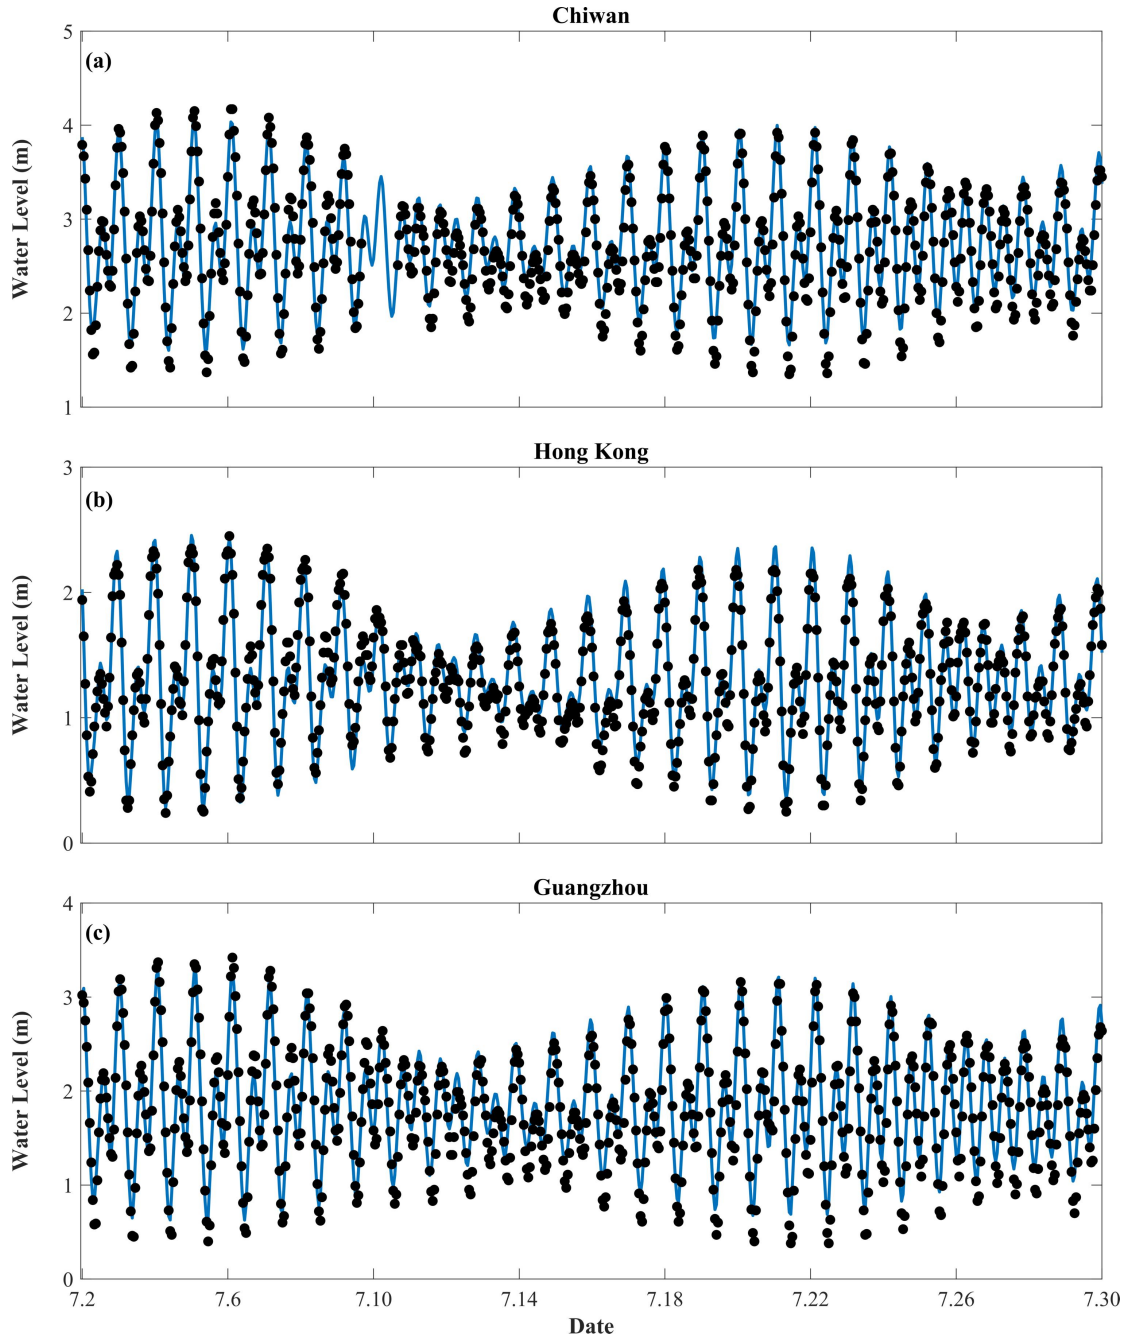 Chiwan
(a)
5
4
3
2
1
Water Level (m)
Hong Kong
(b)
3
2
1
0
Water Level (m)
Guangzhou
(c)
4
3
2
1
0
Water Level (m)
7.2 7.6 7.10 7.14 7.18 7.22 7.26 7.30
Date